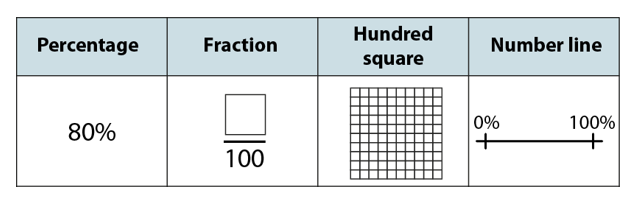 Percentage
Fraction
Hundred
square
Number line
80%
100
0% 100%